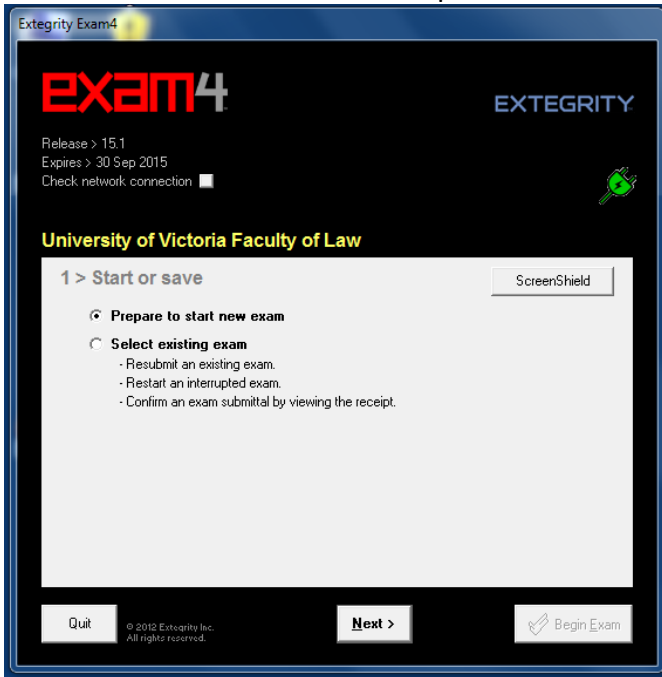 Extegrity Exam4
exam4
EXTEGRITY
Release > 15.1
Expires > 30 Sep 2015
Check network connection
University of Victoria Faculty of Law
1 > Start or save
ScreenShield
Prepare to start new exam
Select existing exam
- Resubmit an existing exam.
- Restart an interrupted exam.
- Confirm an exam submittal by viewing the receipt.
Quit
© 2012 Extegrity Inc.
All rights reserved.
Next >
Begin Exam